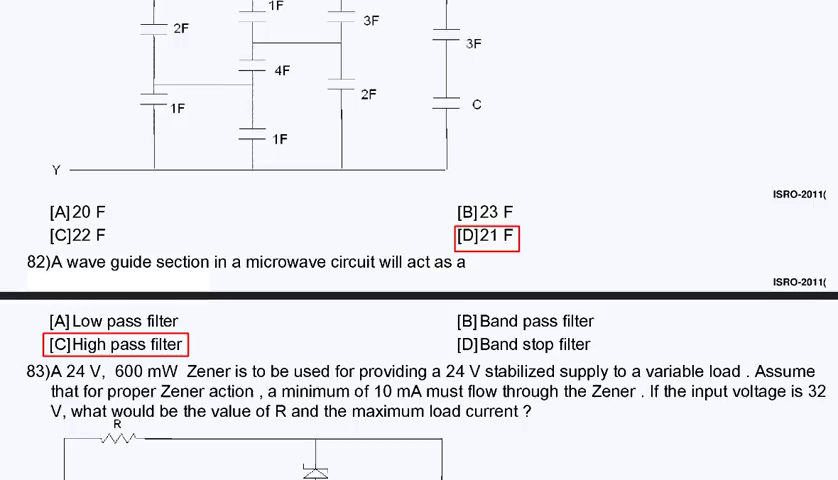 1F
2F
3F
3F
4F
2F
1F
C
1F
Y
ISRO-2011(
[A]20 F [B]23 F
[C]22 F [D]21 F
82)A wave guide section in a microwave circuit will act as a
ISRO-2011(
[A]Low pass filter [B]Band pass filter
[C]High pass filter [D]Band stop filter
83)A 24 V, 600 mW Zener is to be used for providing a 24 V stabilized supply to a variable load . Assume
that for proper Zener action , a minimum of 10 mA must flow through the Zener . If the input voltage is 32
V, what would be the value of R and the maximum load current ?
R